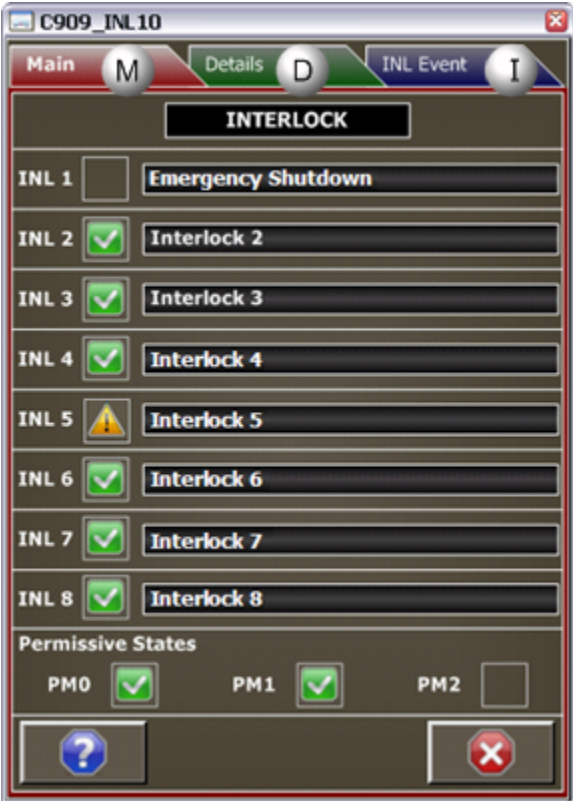 C909_INL10
Main M Details D INL Event I
INTERLOCK
INL 1 Emergency Shutdown
INL 2 Interlock 2
INL 3 Interlock 3
INL 4 Interlock 4
INL 5 Interlock 5
INL 6 Interlock 6
INL 7 Interlock 7
INL 8 Interlock 8
Permissive States
PM0 PM1 PM2
?